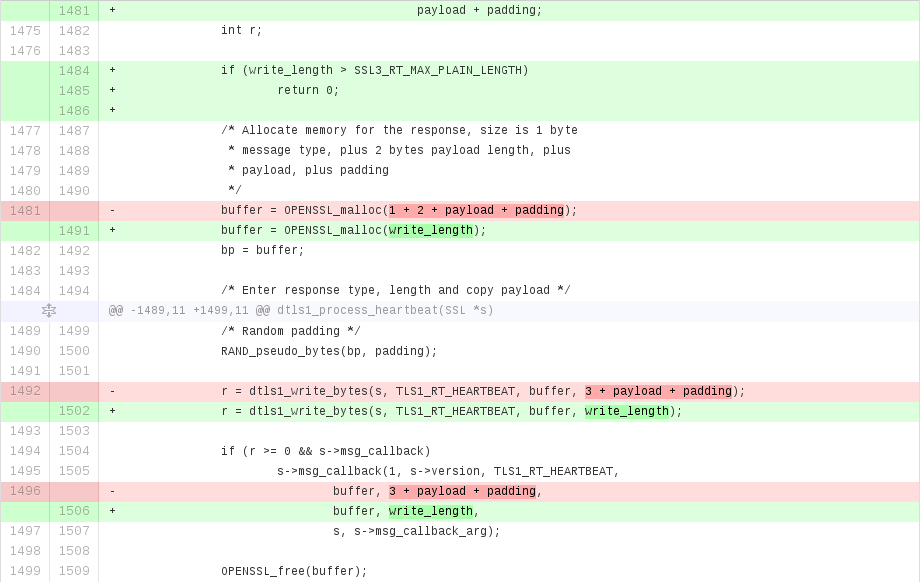 1481 + payload + padding;
1475 1482 int r;
1476 1483
1484 + if (write_length > SSL3_RT_MAX_PLAIN_LENGTH)
1485 + return 0;
1486 +
1477 1487 /* Allocate memory for the response, size is 1 byte
1478 1488 * message type, plus 2 bytes payload length, plus
1479 1489 * payload, plus padding
1480 1490 */
1481 - buffer = OPENSSL_malloc(1 + 2 + payload + padding);
1491 + buffer = OPENSSL_malloc(write_length);
1482 1492 bp = buffer;
1483 1493
1484 1494 /* Enter response type, length and copy payload */
@@ -1489,11 +1499,11 @@ dtls1_process_heartbeat(SSL *s)
1489 1499 /* Random padding */
1490 1500 RAND_pseudo_bytes(bp, padding);
1491 1501
1492 - r = dtls1_write_bytes(s, TLS1_RT_HEARTBEAT, buffer, 3 + payload + padding);
1502 + r = dtls1_write_bytes(s, TLS1_RT_HEARTBEAT, buffer, write_length);
1493 1503
1494 1504 if (r >= 0 && s->msg_callback)
1495 1505 s->msg_callback(1, s->version, TLS1_RT_HEARTBEAT,
1496 - buffer, 3 + payload + padding,
1506 + buffer, write_length,
1497 1507 s, s->msg_callback_arg);
1498 1508
1499 1509 OPENSSL_free(buffer);